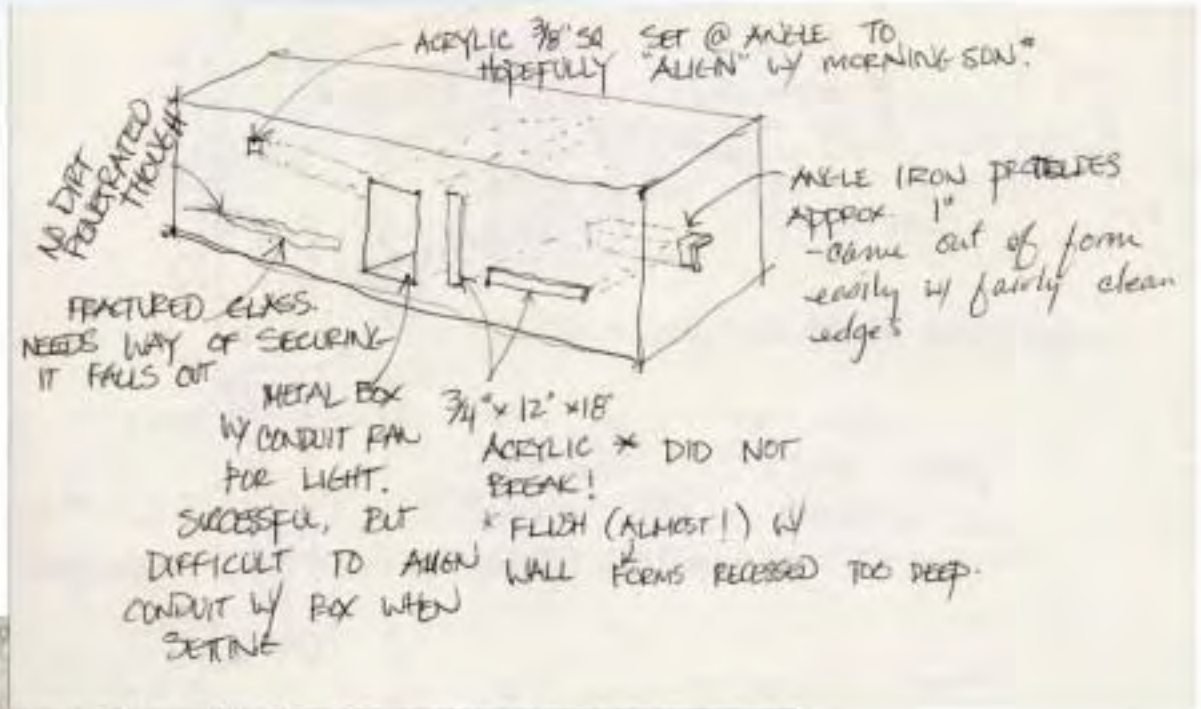 ACRYLIC 3/8" SQ SET @ ANGLE TO
HOPEFULLY "ALIGN" W/ MORNING SUN.*
NO DIRT
PENETRATED
THOUGH
ANGLE IRON PROTRUDES
APPROX. 1"
- came out of form
easily w/ fairly clean
edges
FRACTURED GLASS.
NEEDS WAY OF SECURING-
IT FALLS OUT
METAL BOX
W/ CONDUIT RAN
FOR LIGHT.
SUCCESSFUL, BUT
DIFFICULT TO ALIGN
CONDUIT W/ BOX WHEN
SETTING
3/4" x 12" x 18"
ACRYLIC * DID NOT
BREAK!
* FLUSH (ALMOST!) W/
WALL FORMS RECESSED TOO DEEP.